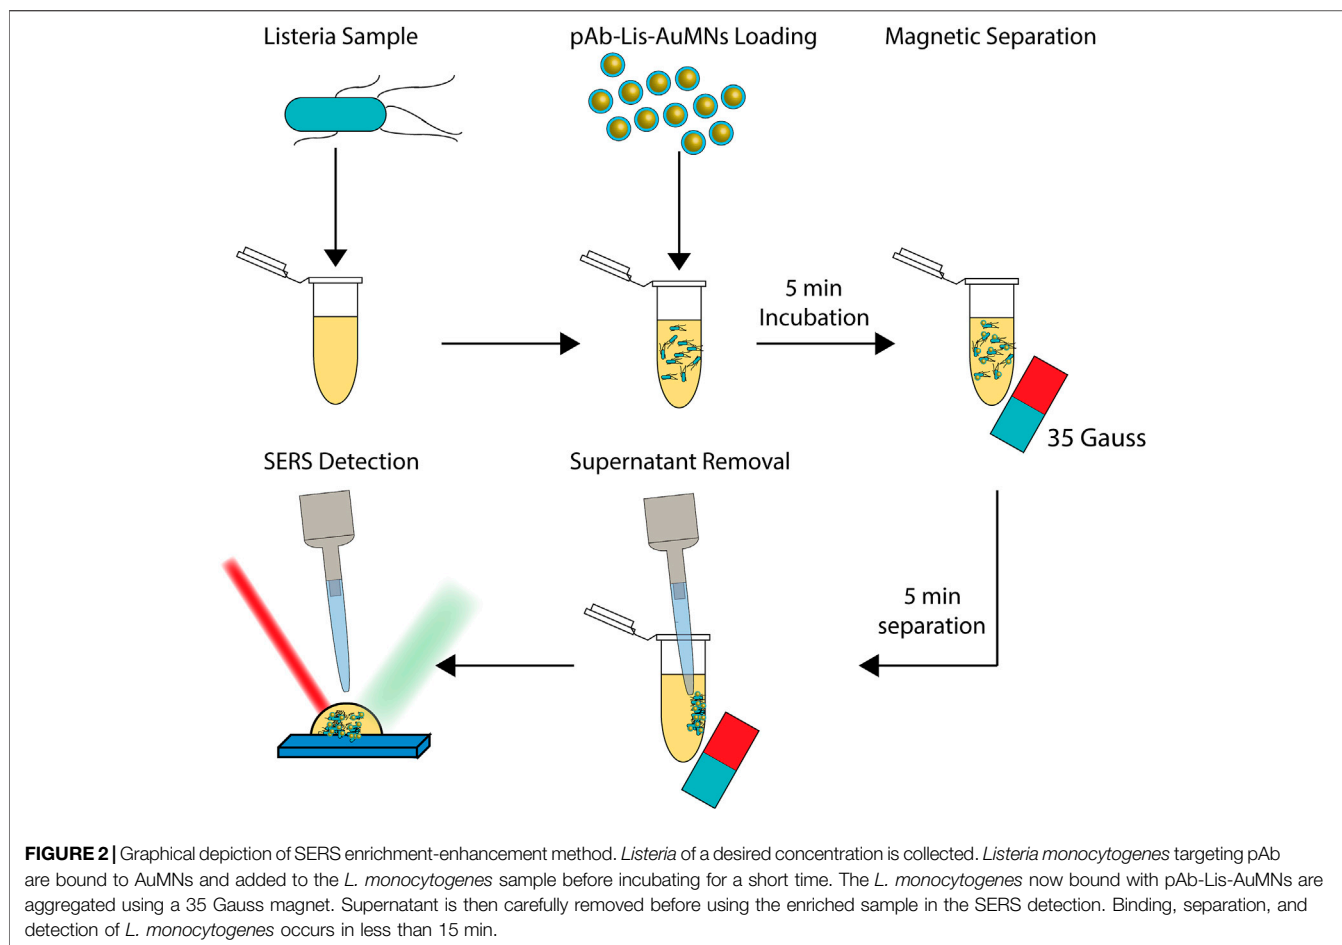 Listeria Sample
pAb-Lis-AuMNs Loading
Magnetic Separation
5 min
Incubation
35 Gauss
SERS Detection
Supernatant Removal
5 min
separation
FIGURE 2 | Graphical depiction of SERS enrichment-enhancement method. Listeria of a desired concentration is collected. Listeria monocytogenes targeting pAb
are bound to AuMNs and added to the L. monocytogenes sample before incubating for a short time. The L. monocytogenes now bound with pAb-Lis-AuMNs are
aggregated using a 35 Gauss magnet. Supernatant is then carefully removed before using the enriched sample in the SERS detection. Binding, separation, and
detection of L. monocytogenes occurs in less than 15 min.